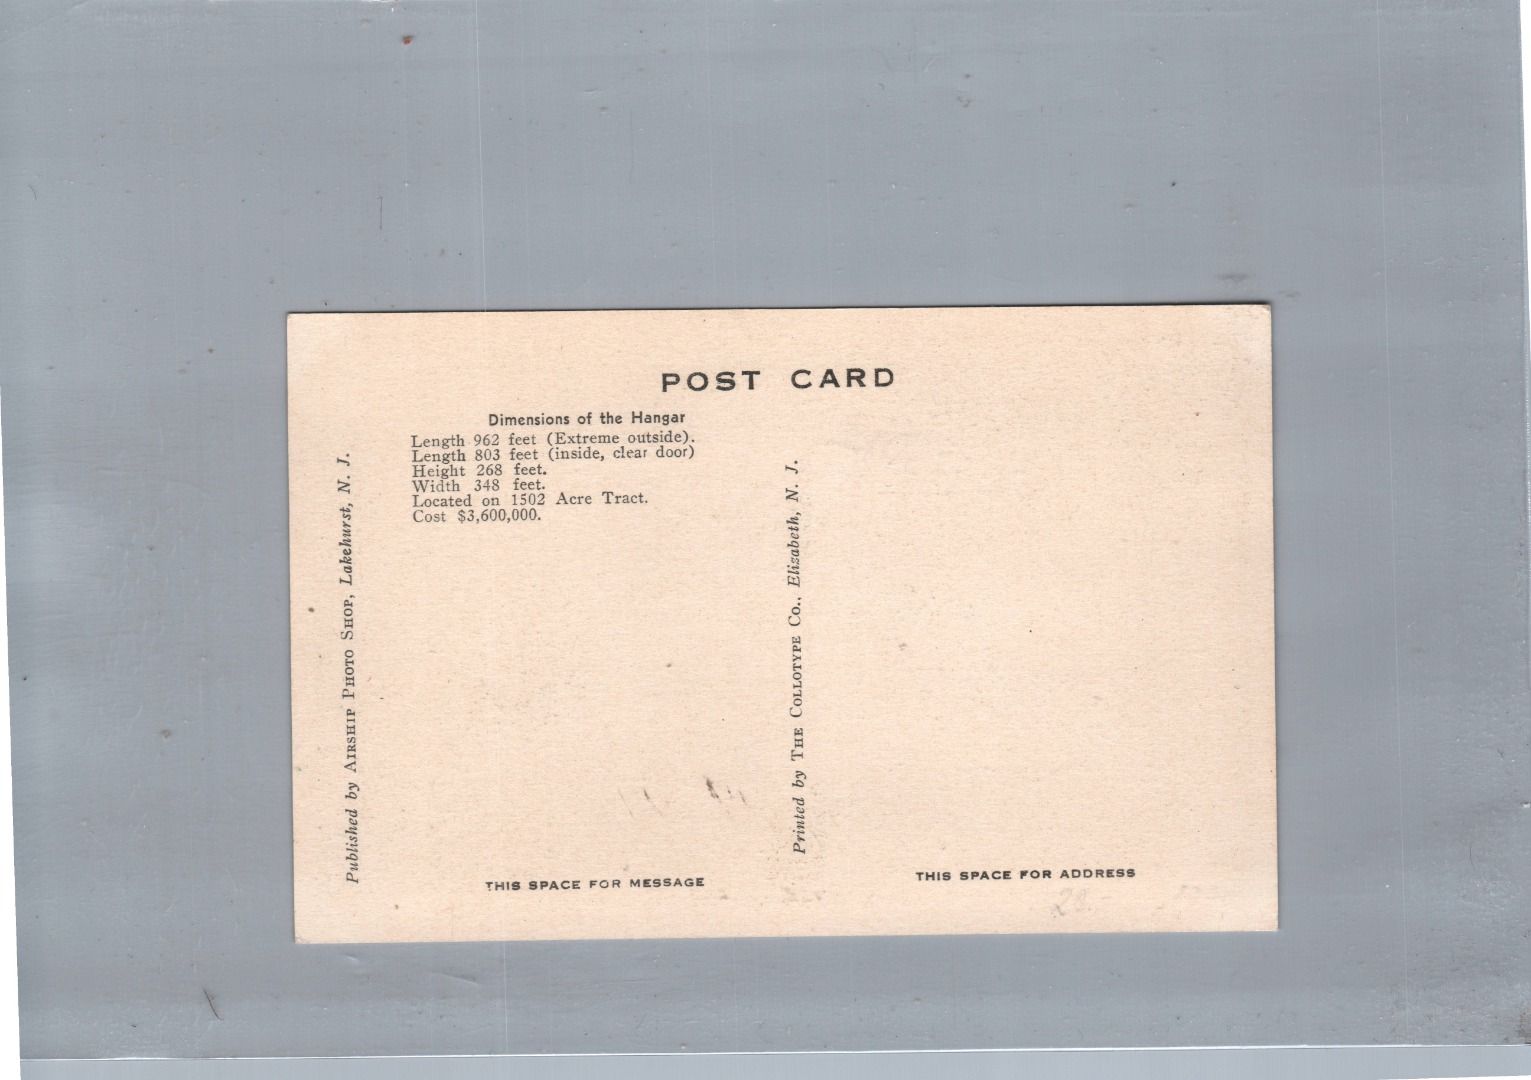 POST CARD
Dimensions of the Hangar
Length 962 feet (Extreme outside).
Length 803 feet (inside, clear door)
Height 268 feet.
Width 348 feet.
Located on 1502 Acre Tract.
Cost $3,600,000.
Published by AIRSHIP PHOTO SHOP, Lakehurst, N. J.
Printed by THE COLLOTYPE CO., Elizabeth, N. J.
THIS SPACE FOR MESSAGE
THIS SPACE FOR ADDRESS